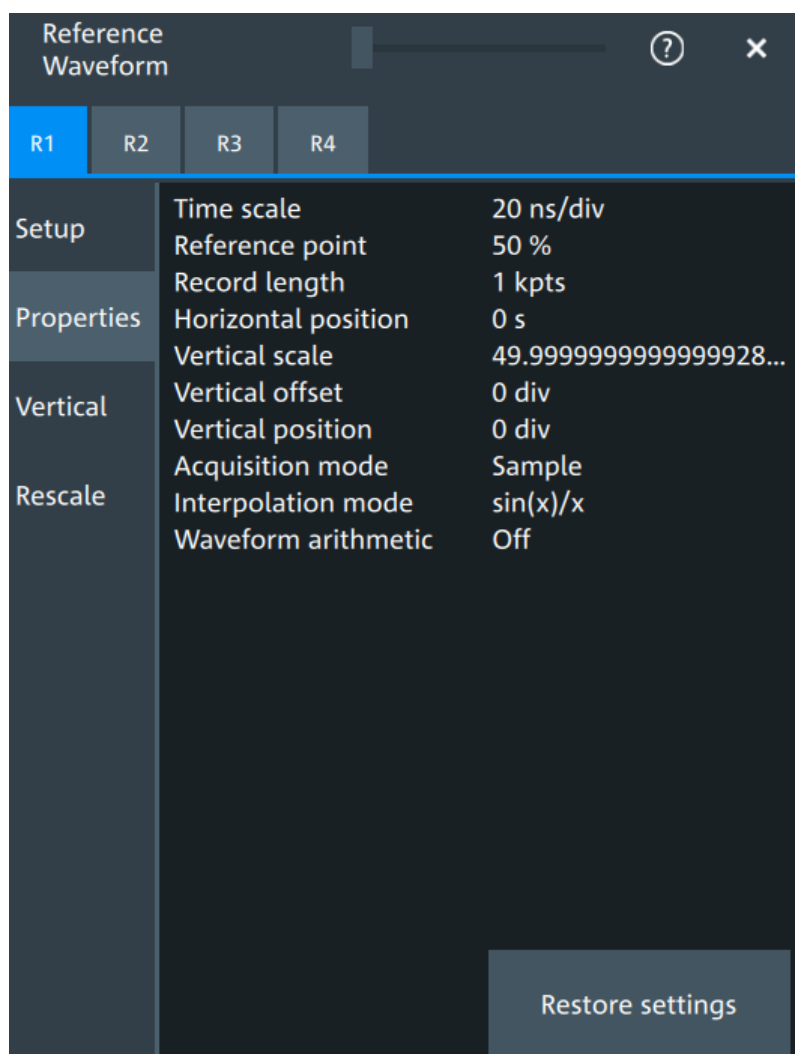 Reference
Waveform
?
×
R1 R2 R3 R4
Setup
Properties
Vertical
Rescale
Time scale 20 ns/div
Reference point 50 %
Record length 1 kpts
Horizontal position 0 s
Vertical scale 49.9999999999999928...
Vertical offset 0 div
Vertical position 0 div
Acquisition mode Sample
Interpolation mode sin(x)/x
Waveform arithmetic Off
Restore settings